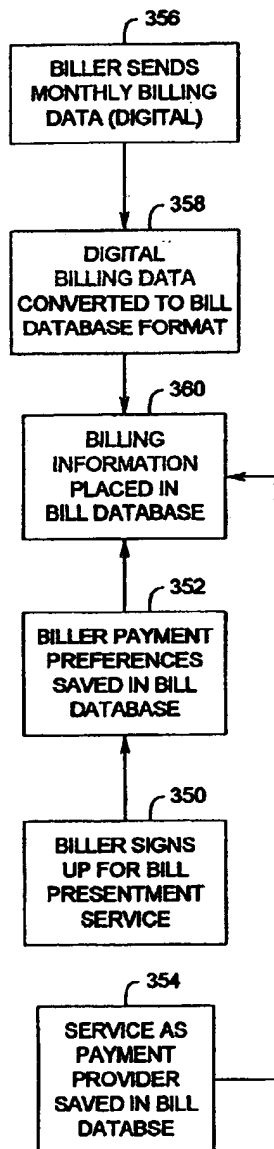 356
BILLER SENDS
MONTHLY BILLING
DATA (DIGITAL)
358
DIGITAL
BILLING DATA
CONVERTED TO BILL
DATABASE FORMAT
360
BILLING
INFORMATION
PLACED IN
BILL DATABASE
352
BILLER PAYMENT
PREFERENCES
SAVED IN BILL
DATABASE
350
BILLER SIGNS
UP FOR BILL
PRESENTMENT
SERVICE
354
SERVICE AS
PAYMENT
PROVIDER
SAVED IN BILL
DATABSE